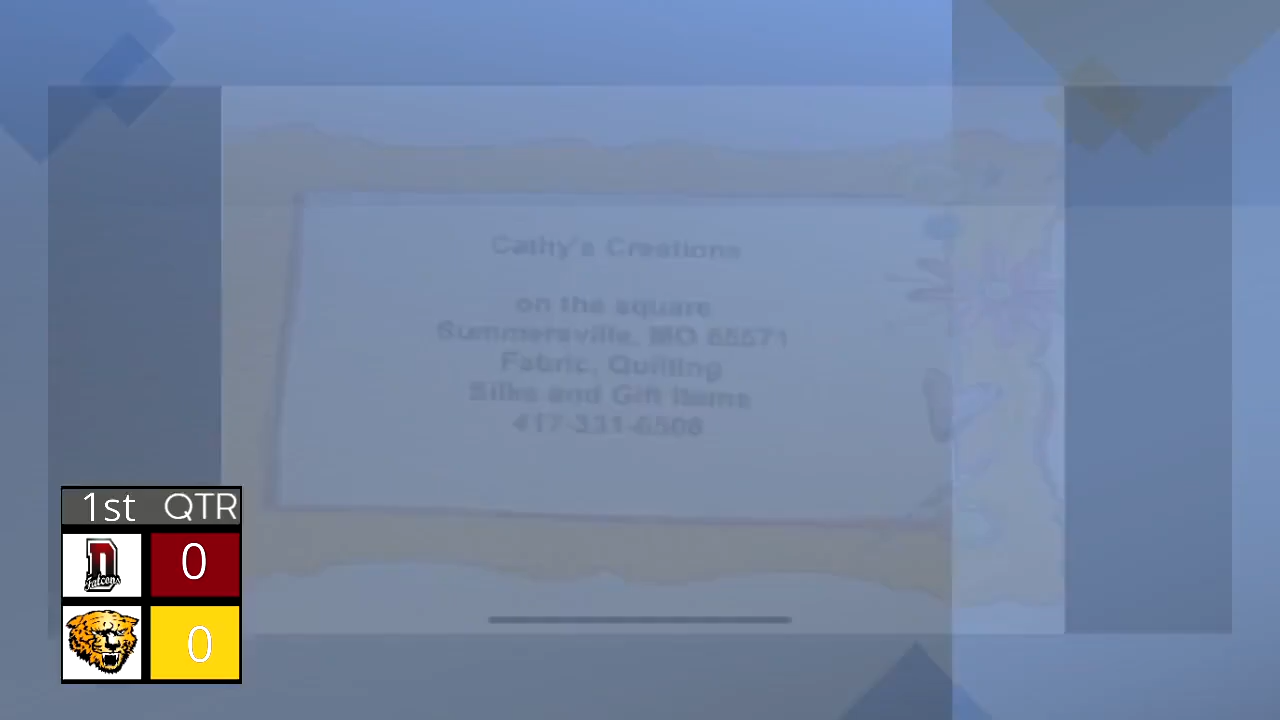 Cathy's Creations
on the square
Summersville, MO 65571
Fabric, Quilting
Silks and Gift Items
417-331-6508
1st QTR
D
Falcons
0
0